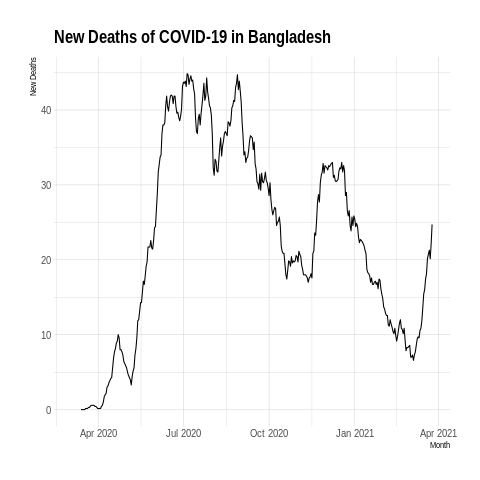 New Deaths of COVID-19 in Bangladesh
New Deaths
40
30
20
10
0
Apr 2020 Jul 2020 Oct 2020 Jan 2021 Apr 2021
Month